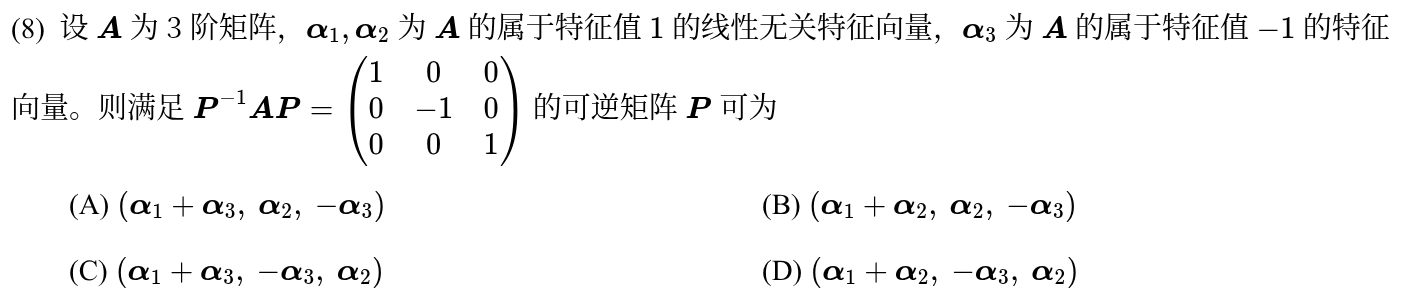 (8) 设 A 为 3 阶矩阵，α₁, α₂ 为 A 的属于特征值 1 的线性无关特征向量，α₃ 为 A 的属于特征值 −1 的特征
向量。则满足 P⁻¹AP = \begin{pmatrix} 1 & 0 & 0 \\ 0 & -1 & 0 \\ 0 & 0 & 1 \end{pmatrix} 的可逆矩阵 P 可为
(A) (α₁ + α₃, α₂, −α₃) (B) (α₁ + α₂, α₂, −α₃)
(C) (α₁ + α₃, −α₃, α₂) (D) (α₁ + α₂, −α₃, α₂)